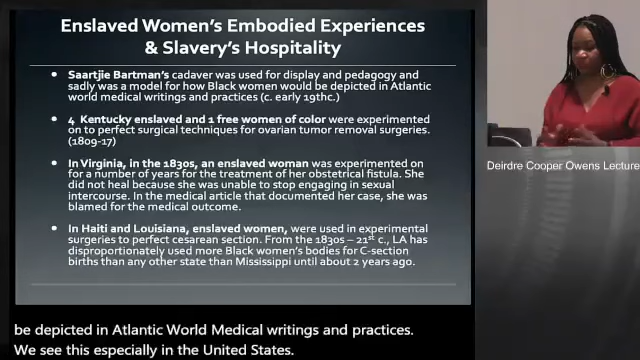 Enslaved Women's Embodied Experiences
& Slavery's Hospitality
Saartjie Bartman's cadaver was used for display and pedagogy and
sadly was a model for how Black women would be depicted in Atlantic
world medical writings and practices (c. early 19thc.)
4 Kentucky enslaved and 1 free women of color were experimented
on to perfect surgical techniques for ovarian tumor removal surgeries.
(1809-17)
In Virginia, in the 1830s, an enslaved woman was experimented on
for a number of years for the treatment of her obstetrical fistula. She
did not heal because she was unable to stop engaging in sexual
intercourse. In the medical article that documented her case, she was
blamed for the medical outcome.
In Haiti and Louisiana, enslaved women, were used in experimental
surgeries to perfect cesarean section. From the 1830s – 21st c., LA has
disproportionately used more Black women's bodies for C-section
births than any other state than Mississippi until about 2 years ago.
Deirdre Cooper Owens Lecture
be depicted in Atlantic World Medical writings and practices.
We see this especially in the United States.